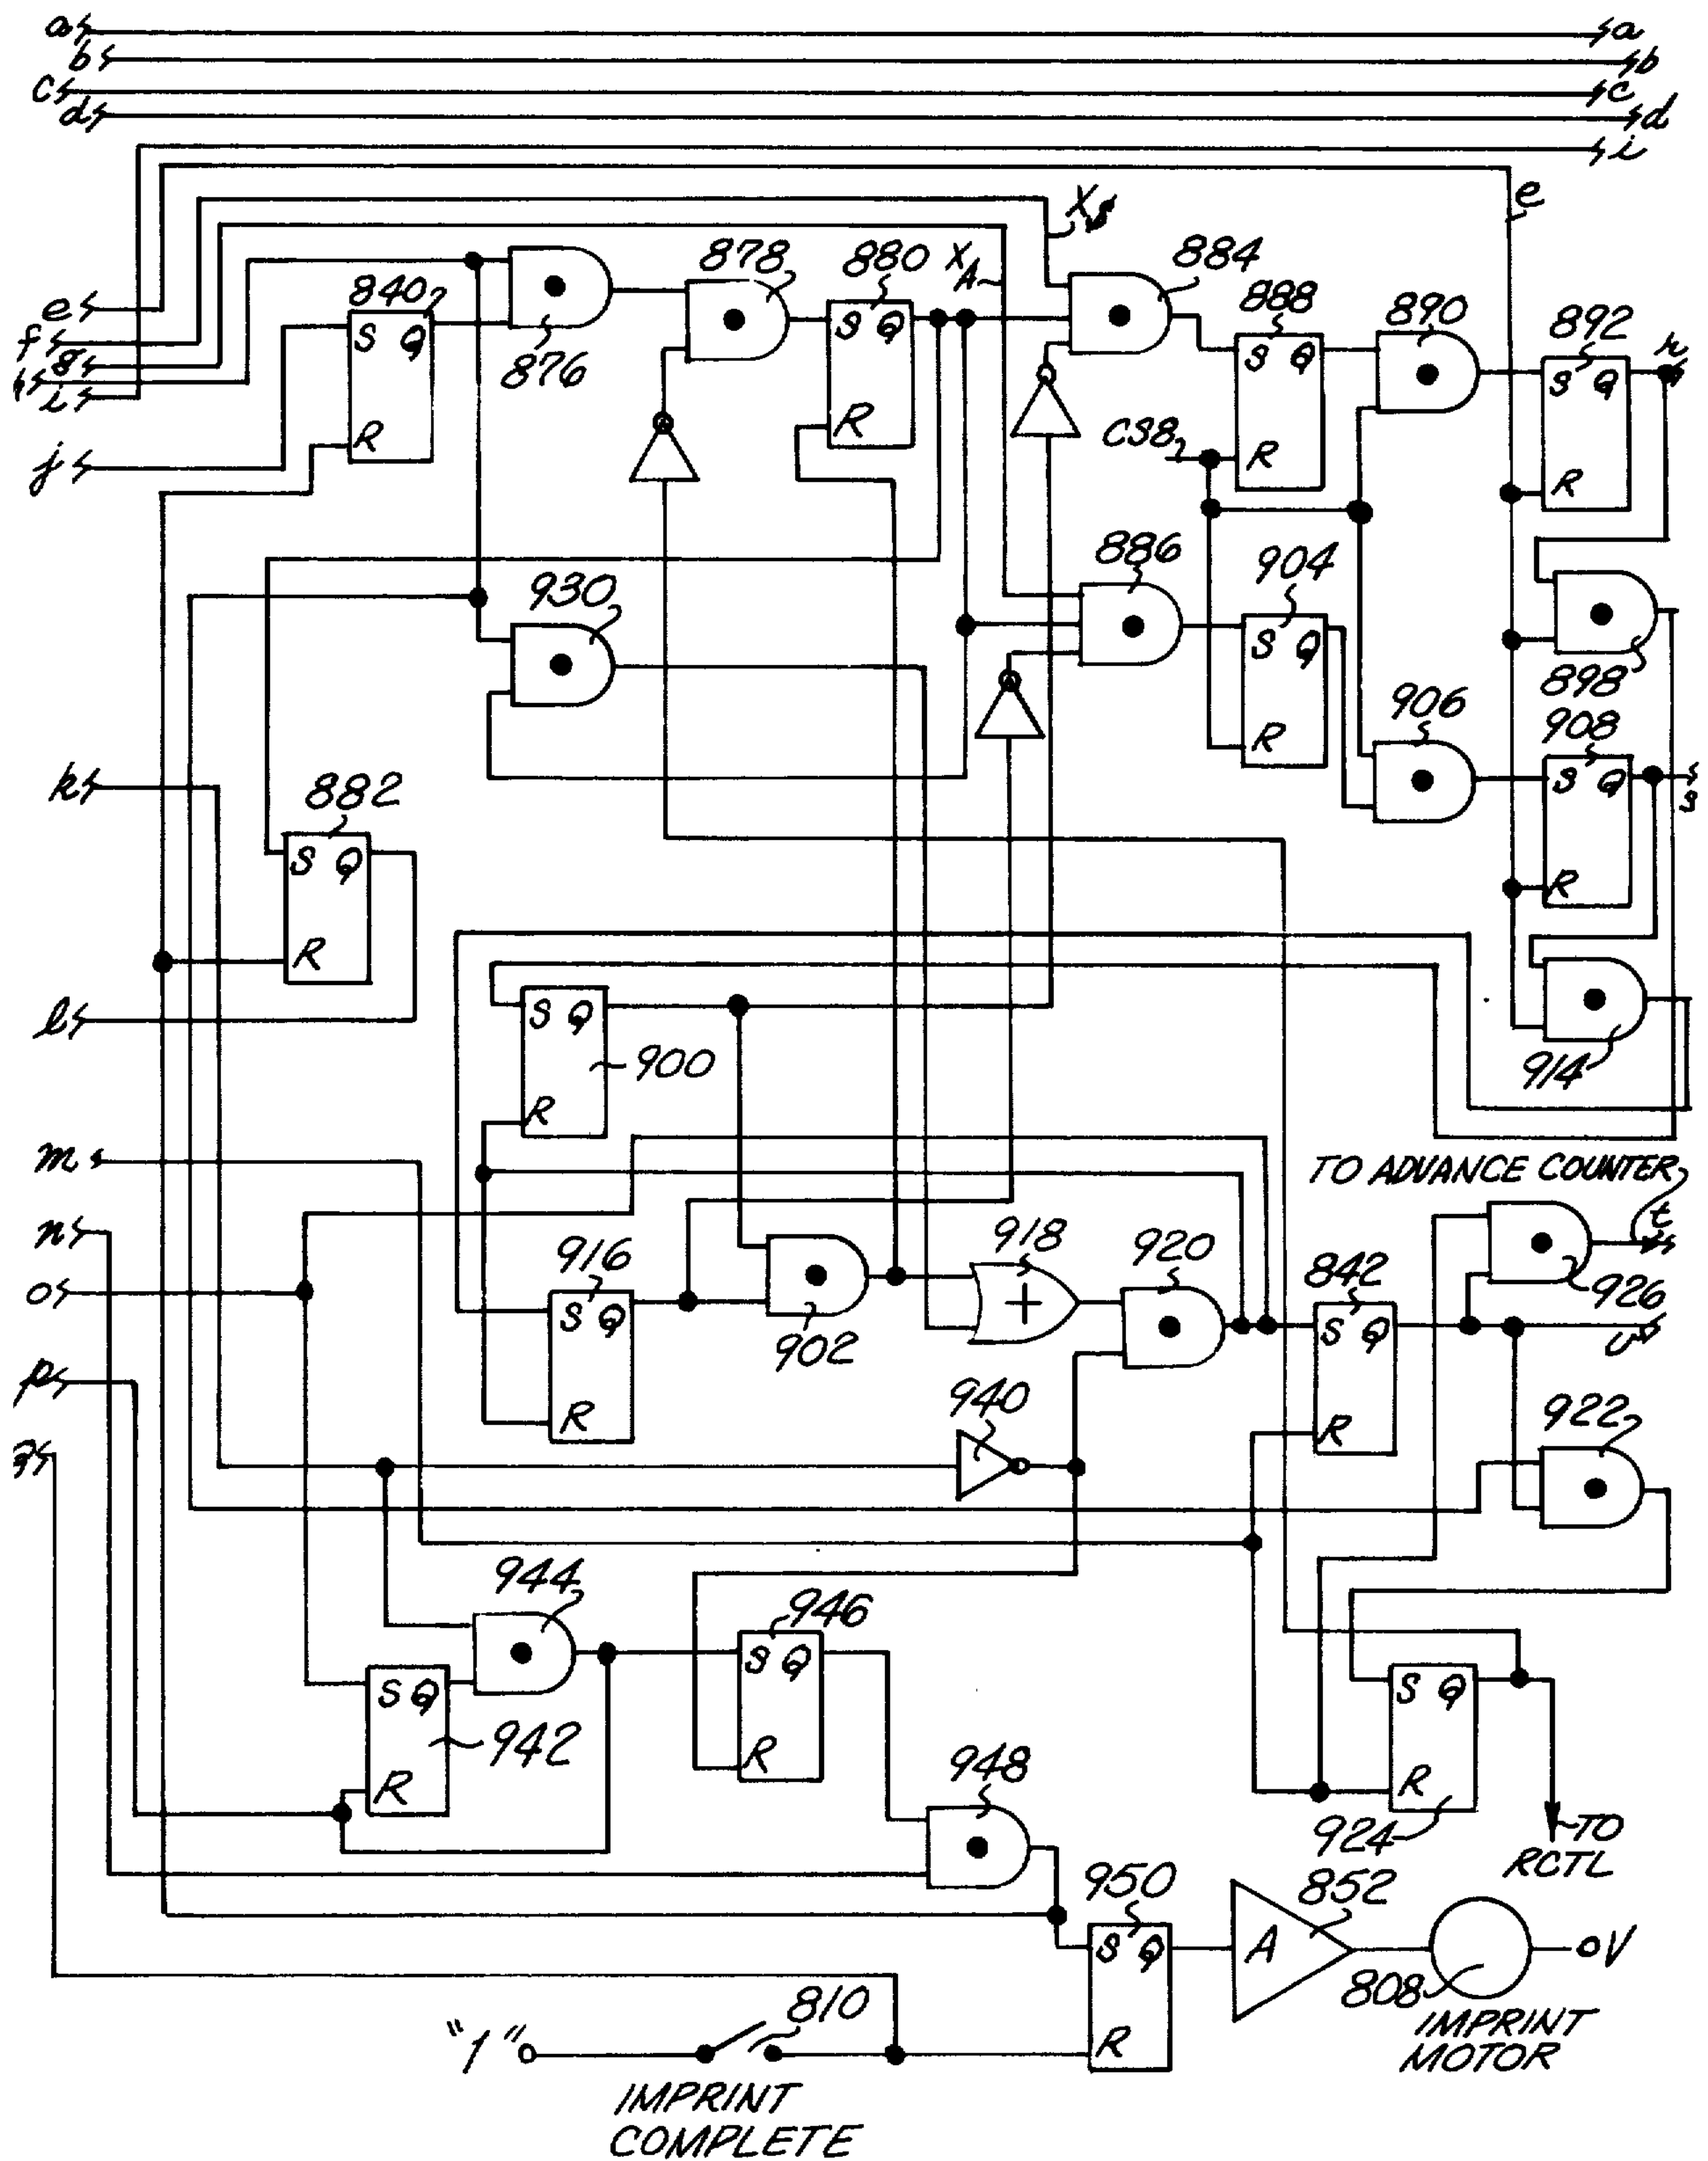 a a
b b
c c
d d
i
e
X$
878 880 XA 884
840 888 890 892
e
f
g
h
i
S Q
876
S Q
S Q
S Q
r
R
R
CS8
R
R
j
886 904
930
S Q
898
906 908
R
S Q
s
k
882
S Q
R
R
l
S Q
900
R
914
m
TO ADVANCE COUNTER
t
n
916 918 920 842
926
o
S Q
902
+
S Q
v
p
R
940
R
922
944 946
S Q
S Q
942
R
R
948
S Q
R
924
TO
RCTL
950 852
S Q
A
V
808
IMPRINT
MOTOR
"1"
810
R
IMPRINT
COMPLETE